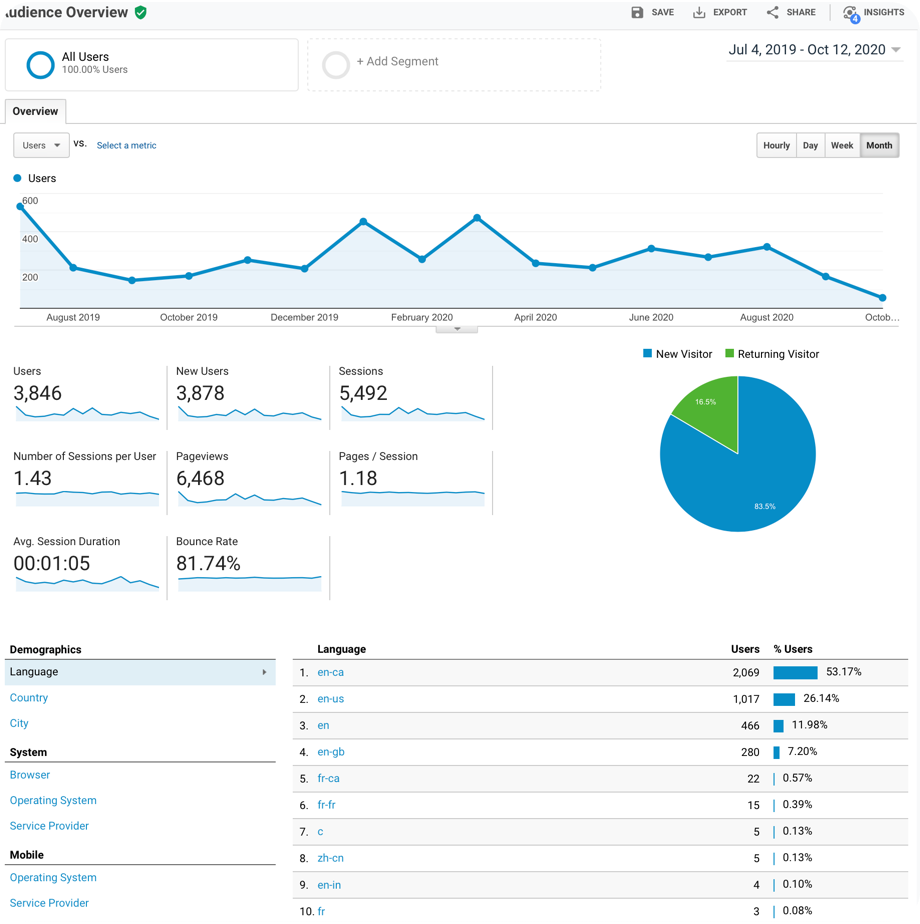 Audience Overview
SAVE EXPORT SHARE INSIGHTS
4
All Users
100.00% Users
+ Add Segment
Jul 4, 2019 - Oct 12, 2020
Overview
Users VS. Select a metric
Hourly Day Week Month
Users
600
400
200
August 2019 October 2019 December 2019 February 2020 April 2020 June 2020 August 2020 Octob...
New Visitor Returning Visitor
16.5%
83.5%
Users
3,846
New Users
3,878
Sessions
5,492
Number of Sessions per User
1.43
Pageviews
6,468
Pages / Session
1.18
Avg. Session Duration
00:01:05
Bounce Rate
81.74%
Demographics
Language
Country
City
System
Browser
Operating System
Service Provider
Mobile
Operating System
Service Provider
Language Users % Users
1. en-ca 2,069 53.17%
2. en-us 1,017 26.14%
3. en 466 11.98%
4. en-gb 280 7.20%
5. fr-ca 22 0.57%
6. fr-fr 15 0.39%
7. c 5 0.13%
8. zh-cn 5 0.13%
9. en-in 4 0.10%
10. fr 3 0.08%